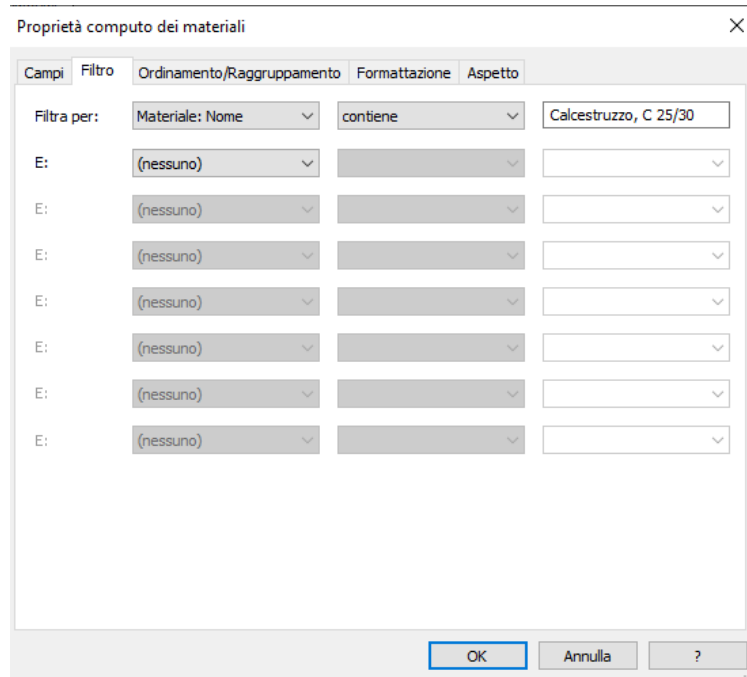 Proprietà computo dei materiali
Campi Filtro Ordinamento/Raggruppamento Formattazione Aspetto
Filtra per: Materiale: Nome contiene Calcestruzzo, C 25/30
E: (nessuno)
E: (nessuno)
E: (nessuno)
E: (nessuno)
E: (nessuno)
E: (nessuno)
E: (nessuno)
OK Annulla ?